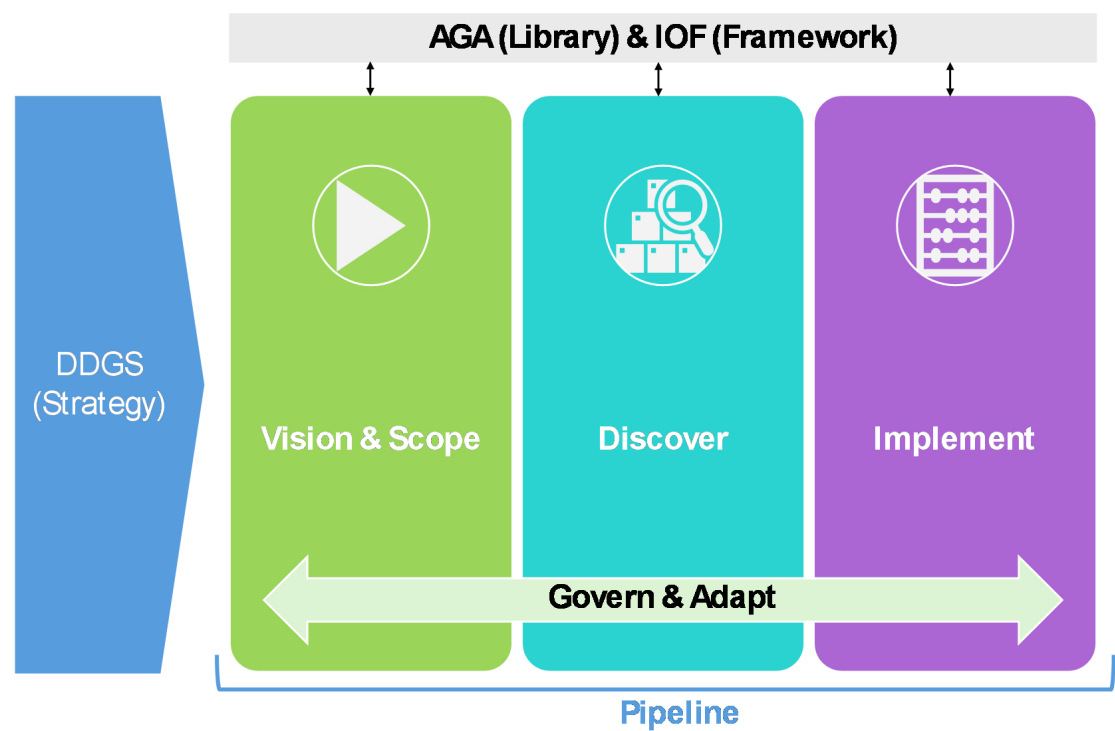 AGA (Library) & IOF (Framework)
DDGS
(Strategy)
Vision & Scope
Discover
Implement
Govern & Adapt
Pipeline